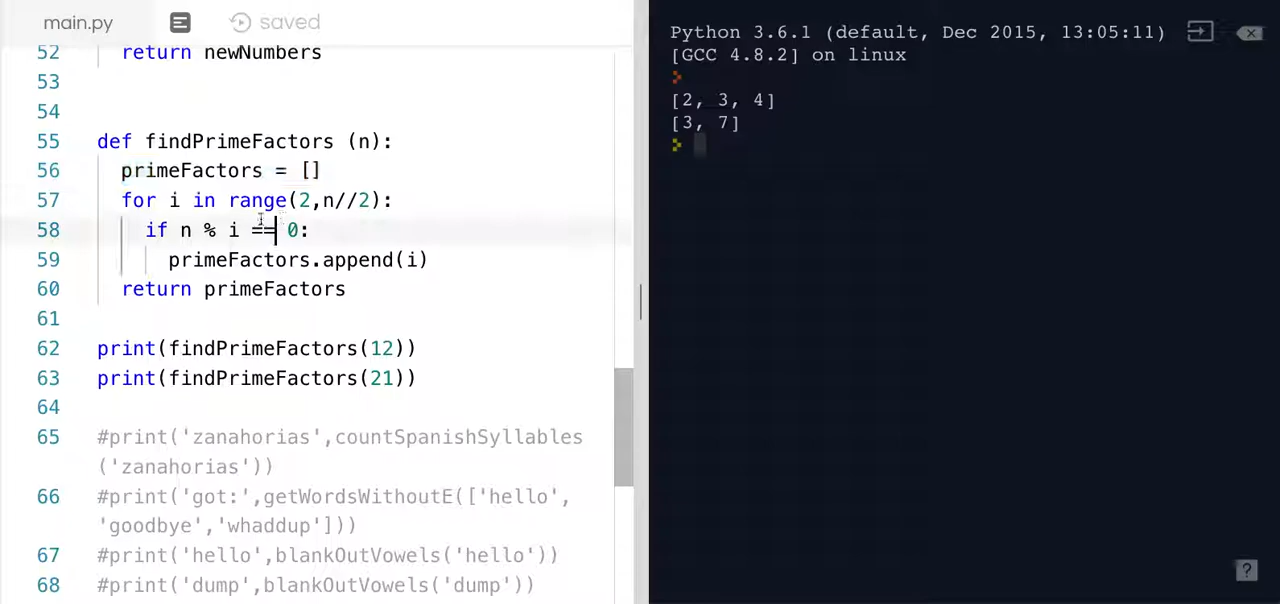 main.py
saved
52 return newNumbers
53
54
55 def findPrimeFactors (n):
56 primeFactors = []
57 for i in range(2,n//2):
58 if n % i == 0:
59 primeFactors.append(i)
60 return primeFactors
61
62 print(findPrimeFactors(12))
63 print(findPrimeFactors(21))
64
65 #print('zanahorias',countSpanishSyllables
('zanahorias'))
66 #print('got:',getWordsWithoutE(['hello',
'goodbye','whaddup']))
67 #print('hello',blankOutVowels('hello'))
68 #print('dump',blankOutVowels('dump'))
Python 3.6.1 (default, Dec 2015, 13:05:11)
[GCC 4.8.2] on linux
[2, 3, 4]
[3, 7]
?